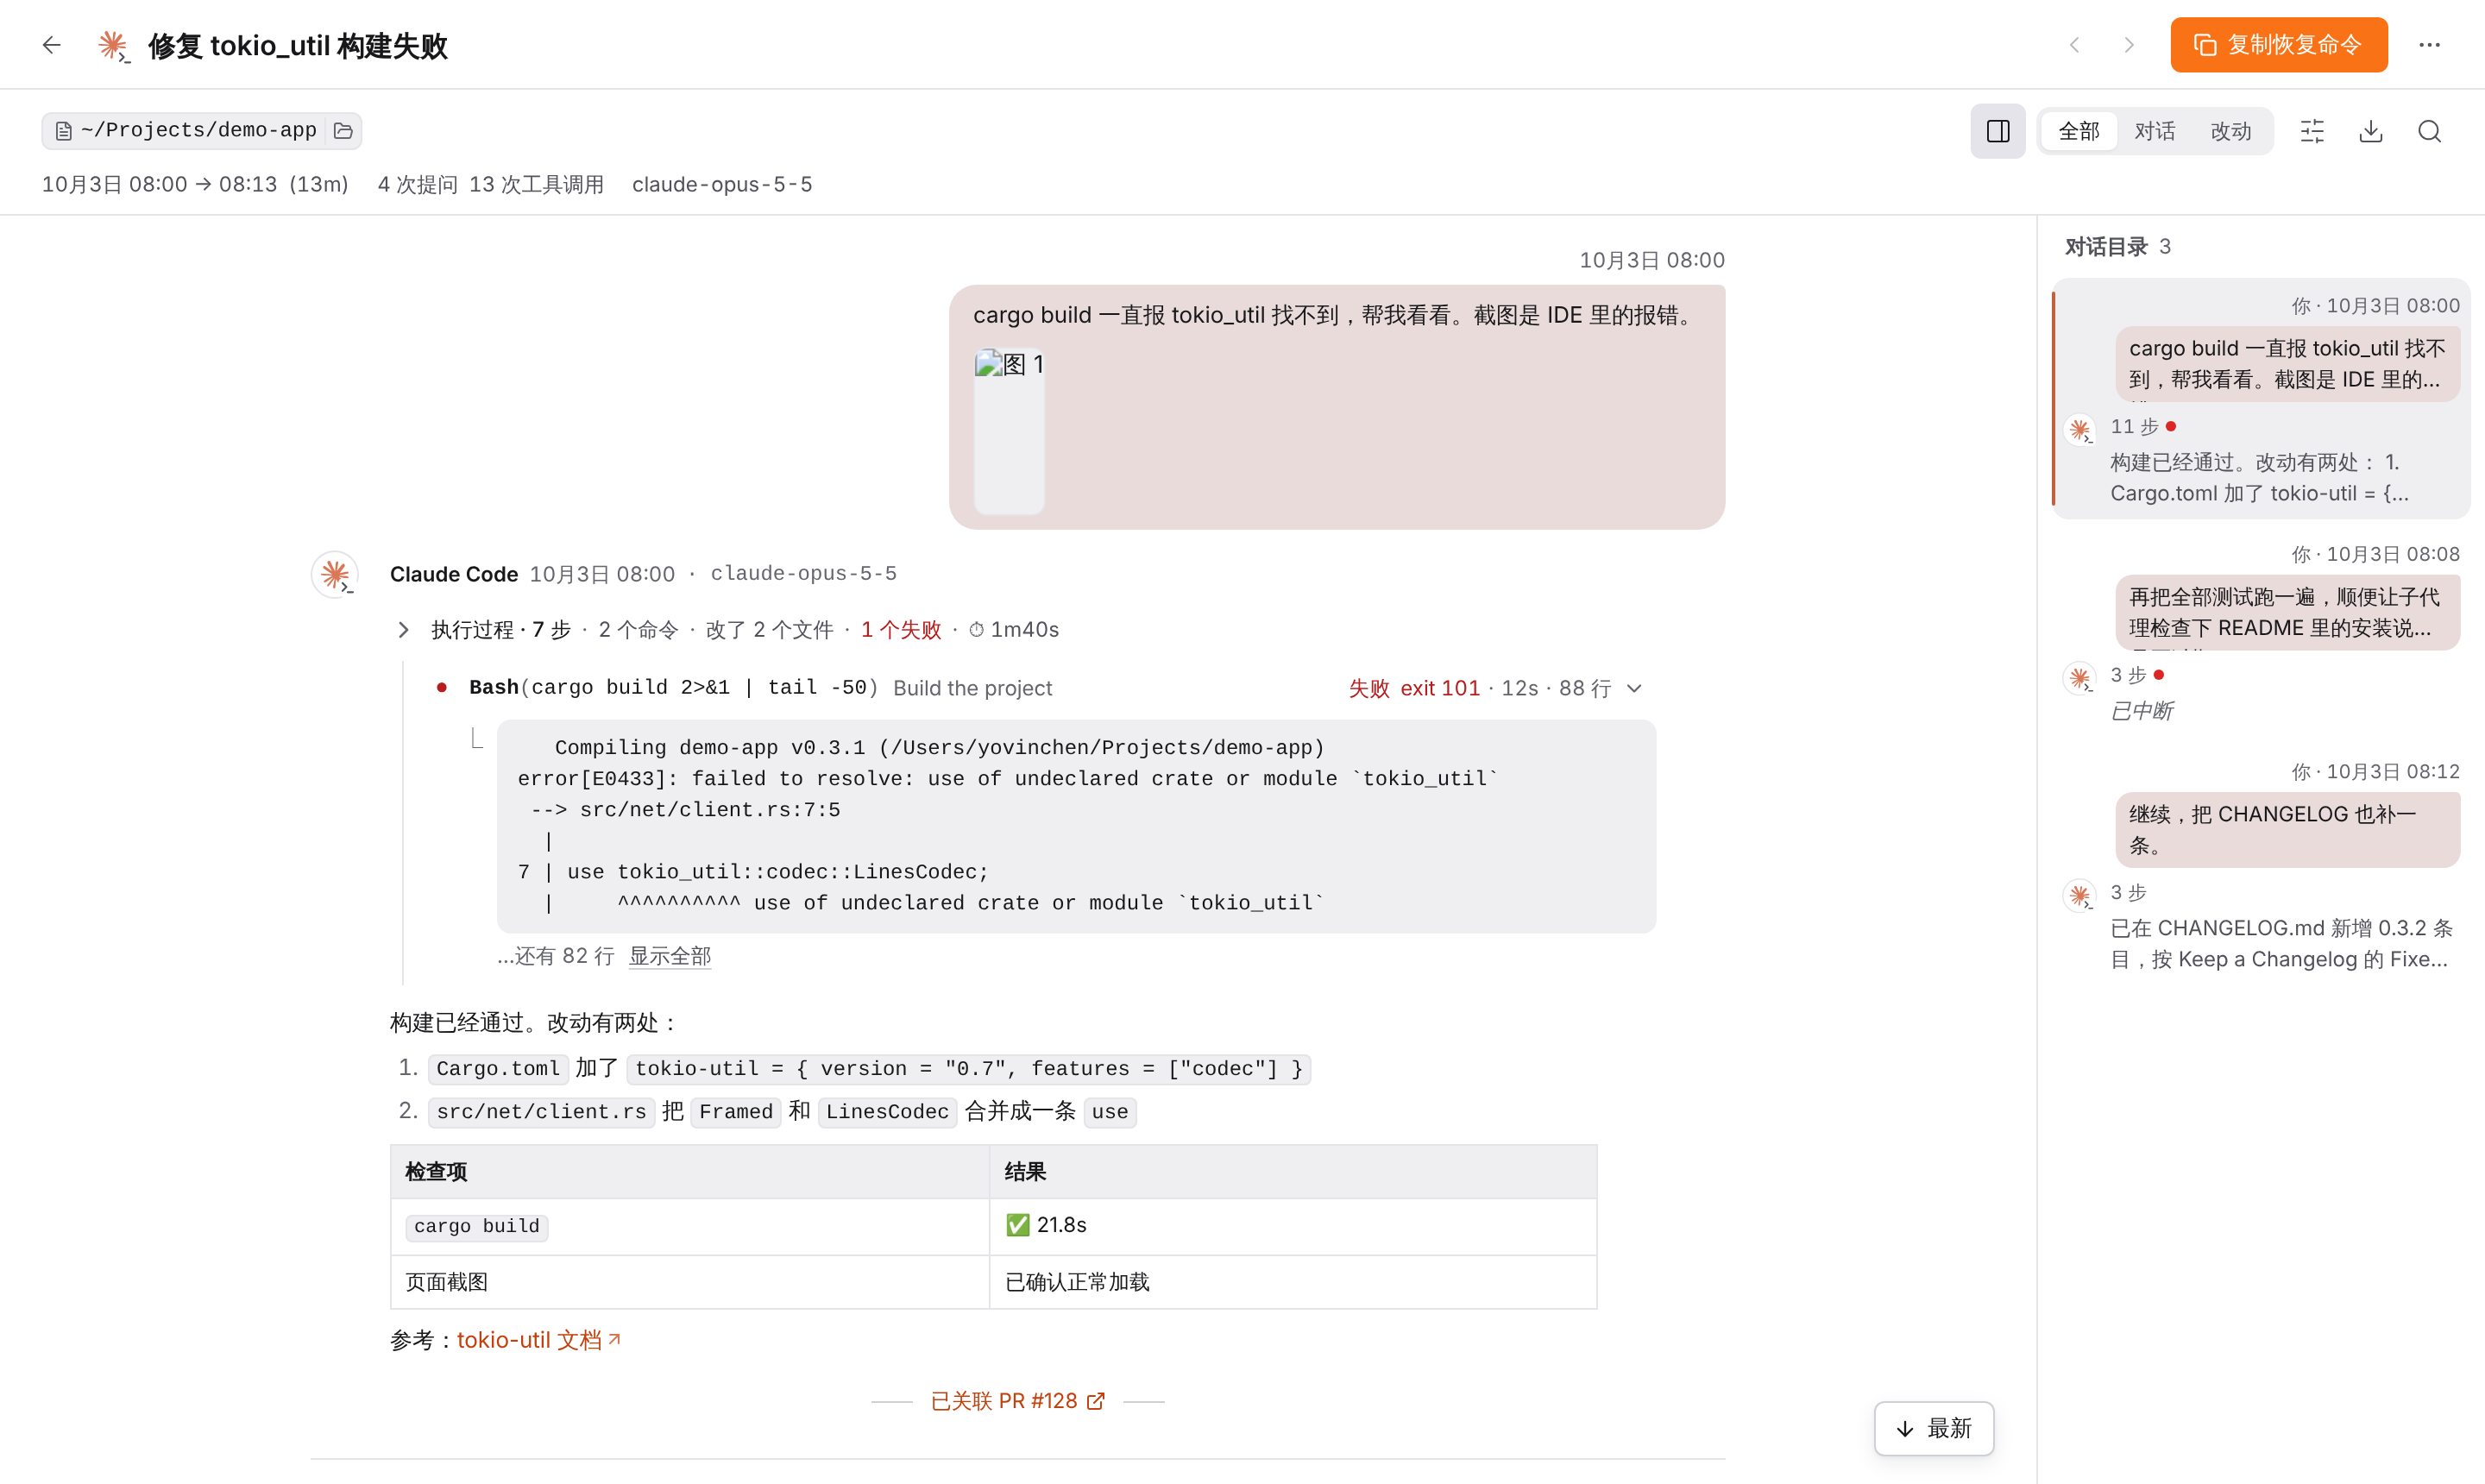 修复 tokio_util 构建失败
复制恢复命令
~/Projects/demo-app
全部 对话 改动
10月3日 08:00 → 08:13 (13m) 4 次提问 13 次工具调用 claude-opus-5-5
10月3日 08:00
cargo build 一直报 tokio_util 找不到，帮我看看。截图是 IDE 里的报错。
图 1
Claude Code 10月3日 08:00 · claude-opus-5-5
执行过程 · 7 步 · 2 个命令 · 改了 2 个文件 · 1 个失败 · ⏱ 1m40s
Bash(cargo build 2>&1 | tail -50) Build the project 失败 exit 101 · 12s · 88 行
Compiling demo-app v0.3.1 (/Users/yovinchen/Projects/demo-app)
error[E0433]: failed to resolve: use of undeclared crate or module `tokio_util`
--> src/net/client.rs:7:5
|
7 | use tokio_util::codec::LinesCodec;
| ^^^^^^^^^^ use of undeclared crate or module `tokio_util`
...还有 82 行 显示全部
构建已经通过。改动有两处：
1. Cargo.toml 加了 tokio-util = { version = "0.7", features = ["codec"] }
2. src/net/client.rs 把 Framed 和 LinesCodec 合并成一条 use
检查项 结果
cargo build ✅ 21.8s
页面截图 已确认正常加载
参考：tokio-util 文档
已关联 PR #128
最新
对话目录 3
你 · 10月3日 08:00
cargo build 一直报 tokio_util 找不
到，帮我看看。截图是 IDE 里的...
11 步
构建已经通过。改动有两处： 1.
Cargo.toml 加了 tokio-util = {...
你 · 10月3日 08:08
再把全部测试跑一遍，顺便让子代
理检查下 README 里的安装说...
3 步
已中断
你 · 10月3日 08:12
继续，把 CHANGELOG 也补一
条。
3 步
已在 CHANGELOG.md 新增 0.3.2 条
目，按 Keep a Changelog 的 Fixe...